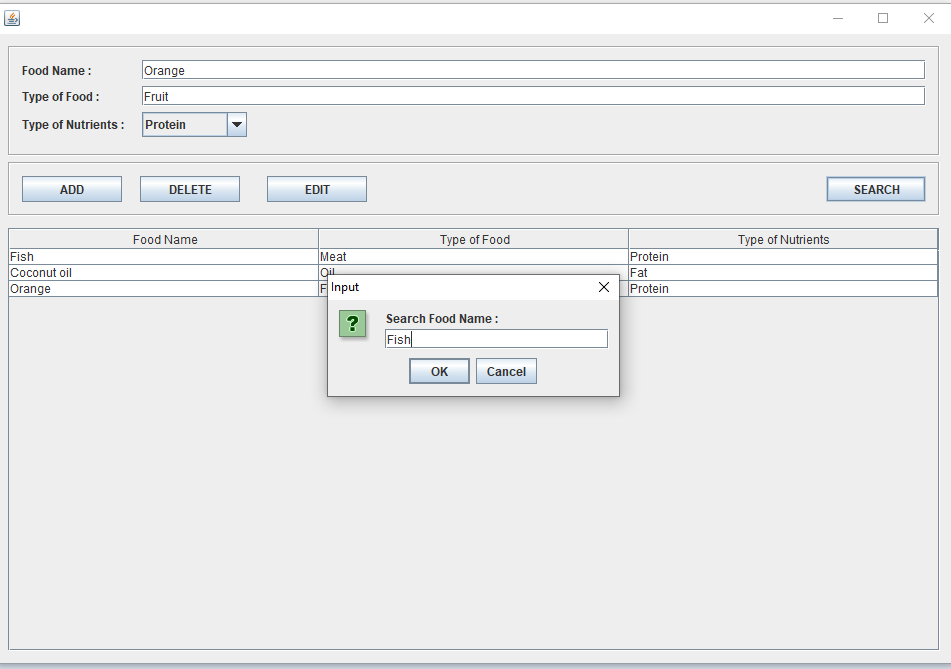 Food Name : Orange
Type of Food : Fruit
Type of Nutrients : Protein
ADD DELETE EDIT SEARCH
Food Name Type of Food Type of Nutrients
Fish Meat Protein
Coconut oil Oil Fat
Orange F Protein
Input
?
Search Food Name :
Fish
OK Cancel